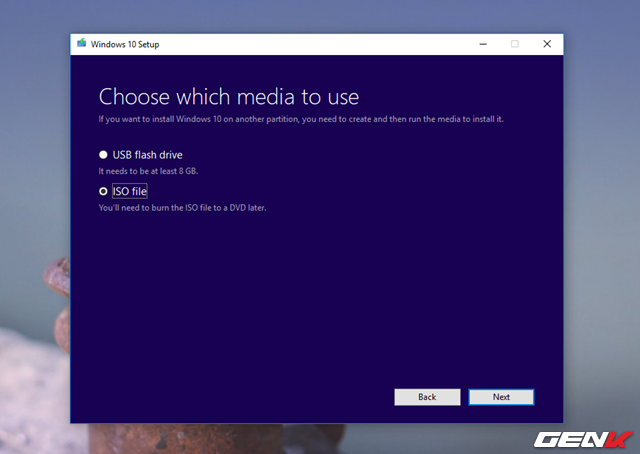 Windows 10 Setup
Choose which media to use
If you want to install Windows 10 on another partition, you need to create and then run the media to install it.
USB flash drive
It needs to be at least 8 GB.
ISO file
You'll need to burn the ISO file to a DVD later.
Back
Next
GENK